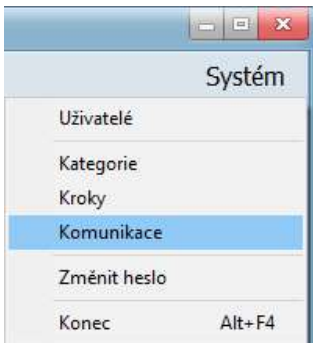 Systém
Uživatelé
Kategorie
Kroky
Komunikace
Změnit heslo
Konec Alt+F4